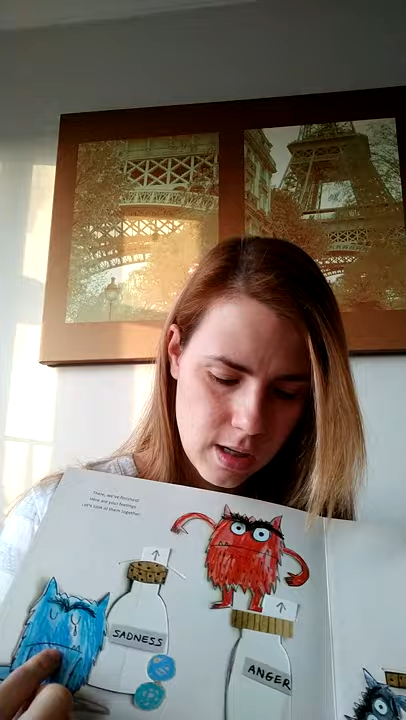 There, we've finished!
Here are your feelings
Let's look at them together.
SADNESS
ANGER